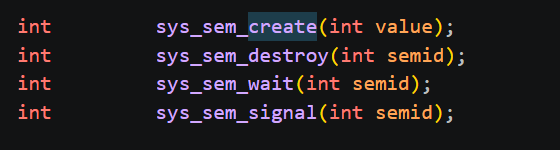 int sys_sem_create(int value);
int sys_sem_destroy(int semid);
int sys_sem_wait(int semid);
int sys_sem_signal(int semid);